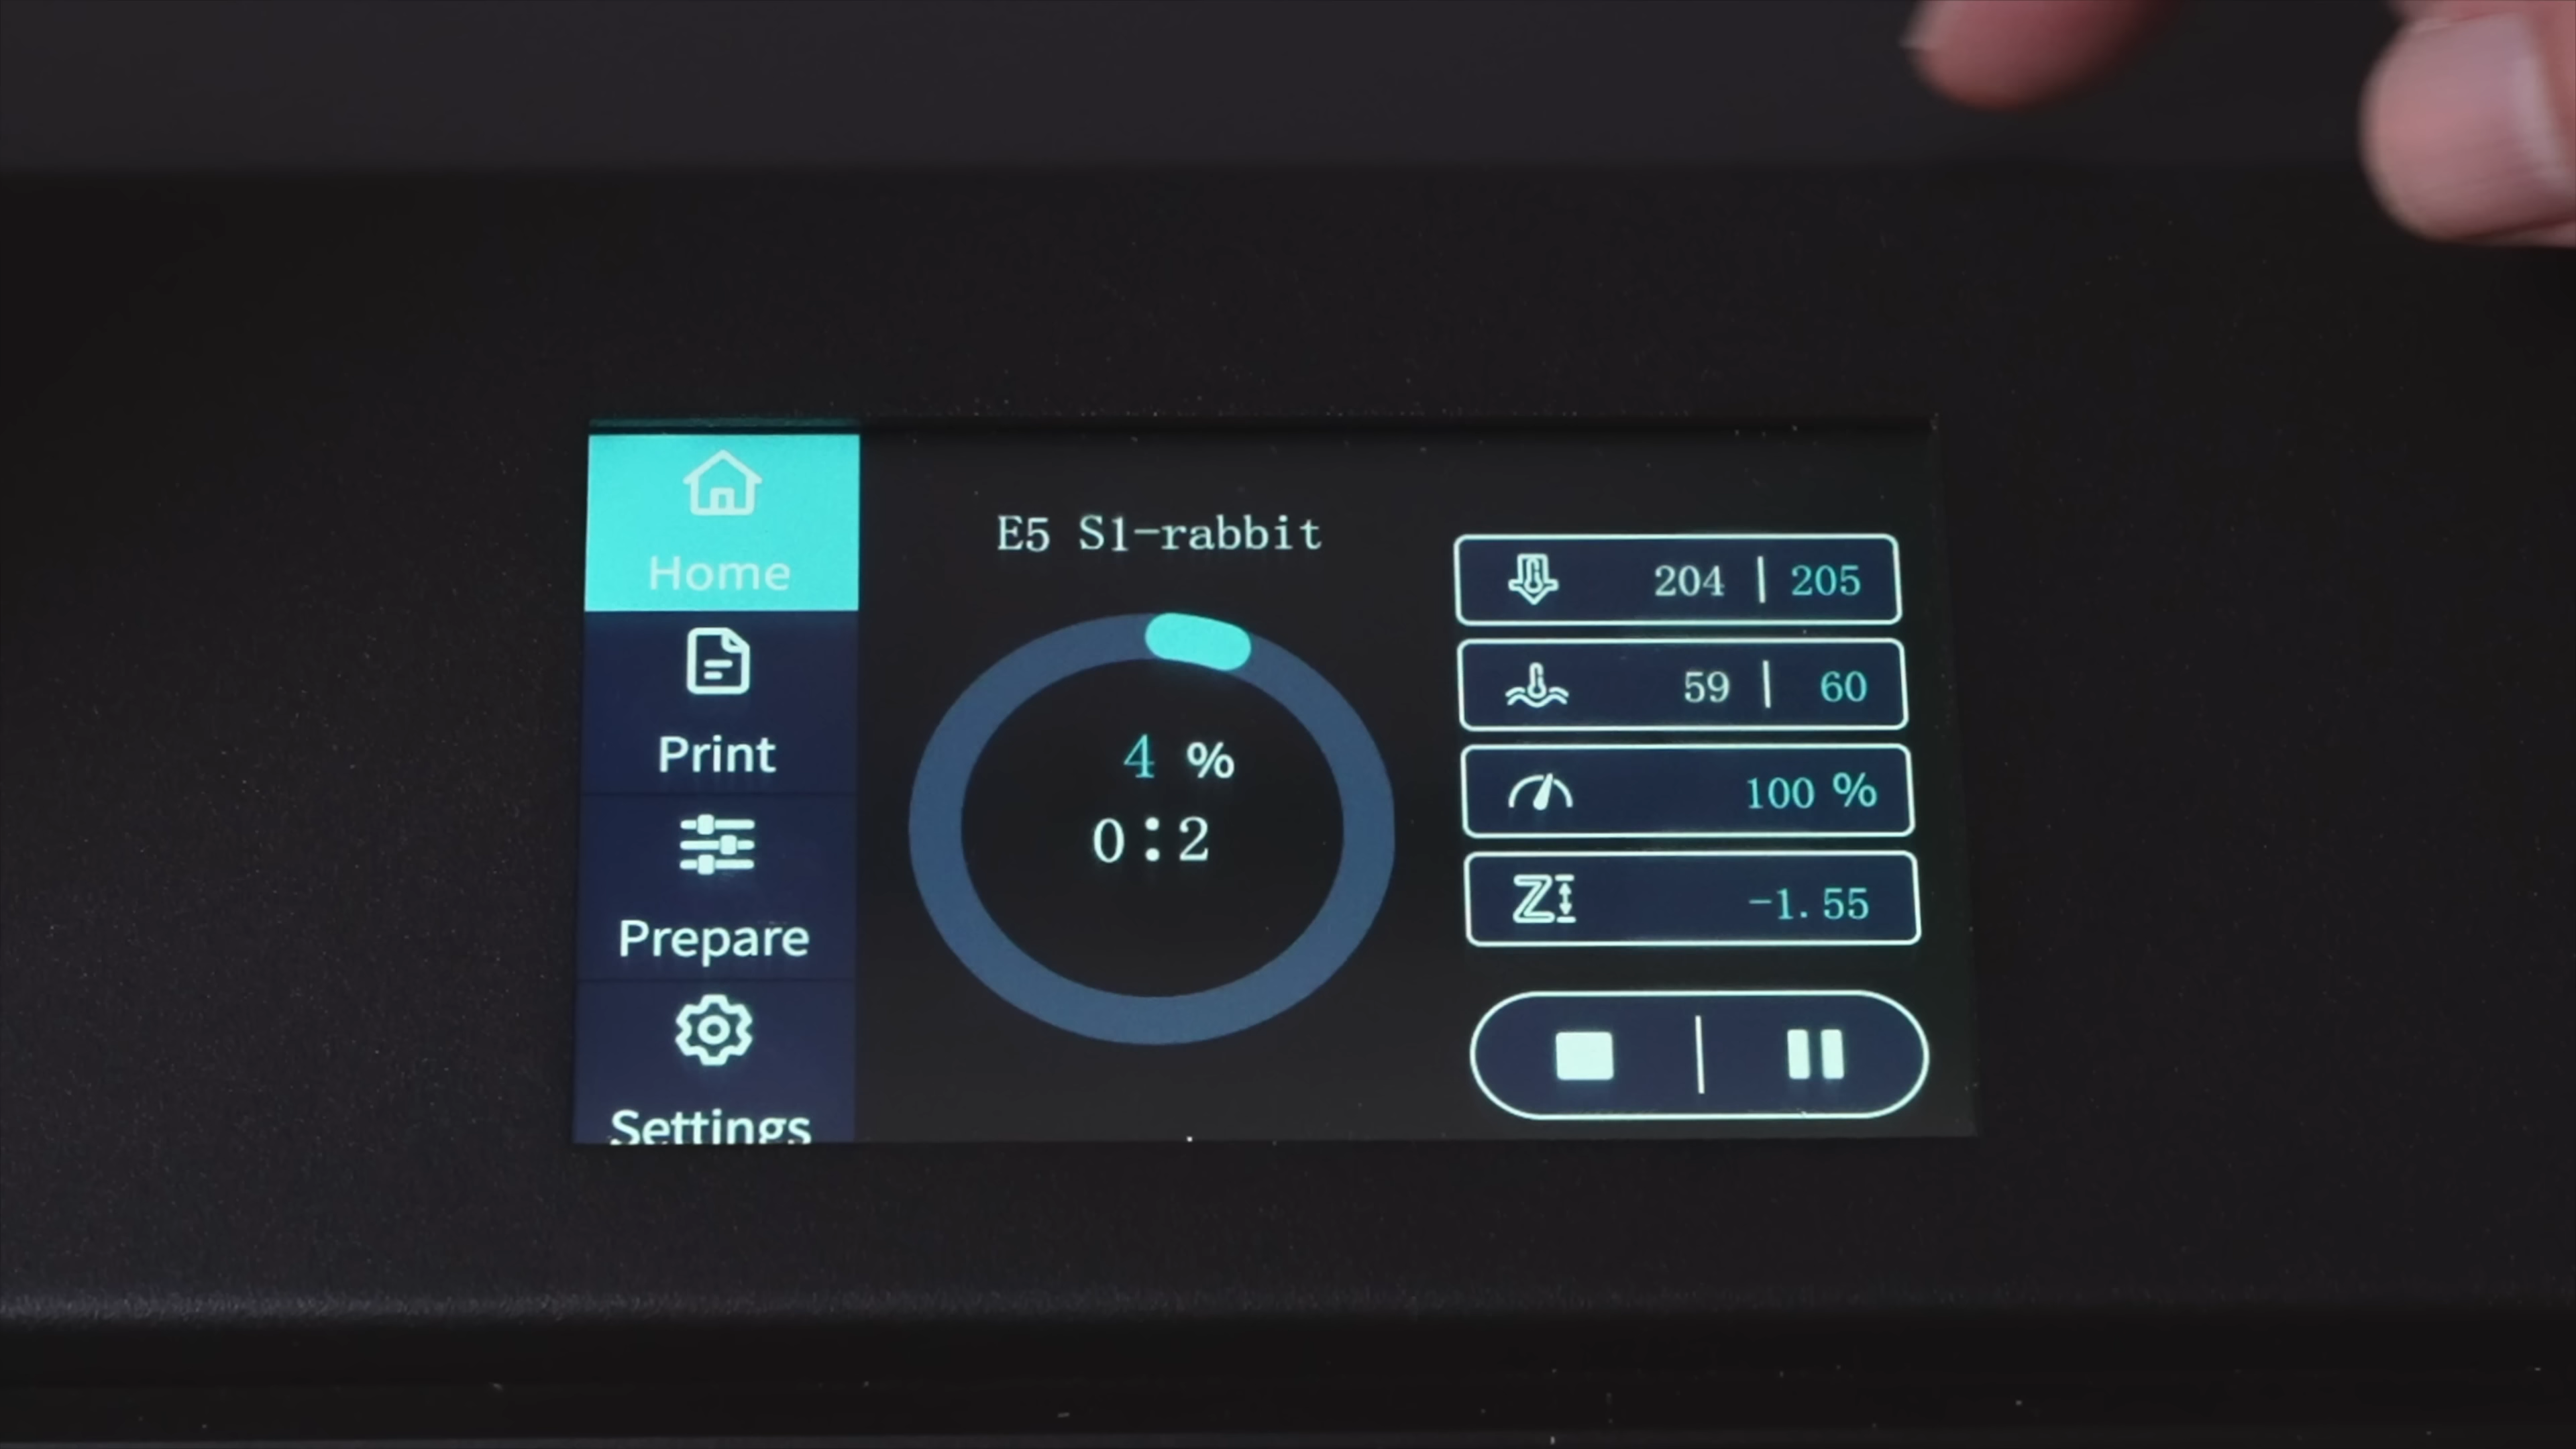 Home
Print
Prepare
Settings
E5 S1-rabbit
4 %
0:2
204 | 205
59 | 60
100 %
Z -1.55